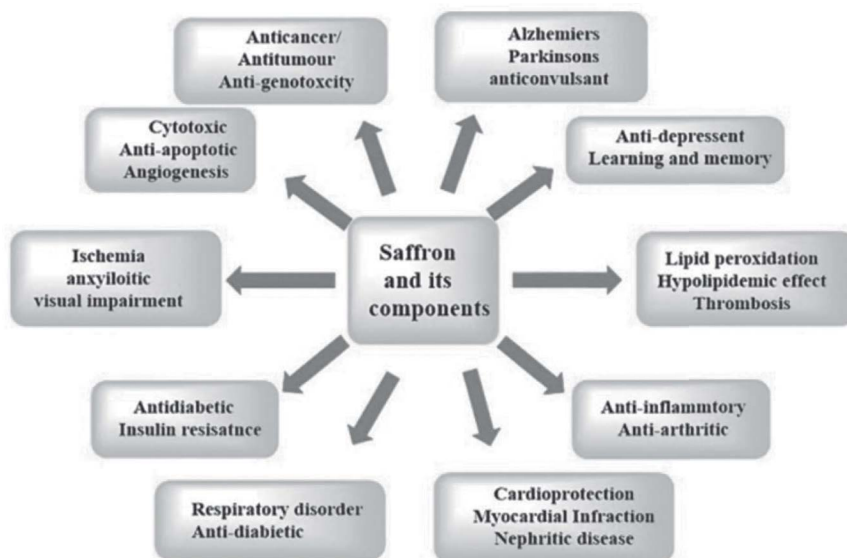 Anticancer/
Antitumour
Anti-genotoxcity
Alzhemiers
Parkinsons
anticonvulsant
Cytotoxic
Anti-apoptotic
Angiogenesis
Anti-depressent
Learning and memory
Ischemia
anxyiloitic
visual impairment
Saffron
and its
components
Lipid peroxidation
Hypolipidemic effect
Thrombosis
Antidiabetic
Insulin resisatnce
Anti-inflammtory
Anti-arthritic
Respiratory disorder
Anti-diabietic
Cardioprotection
Myocardial Infraction
Nephritic disease